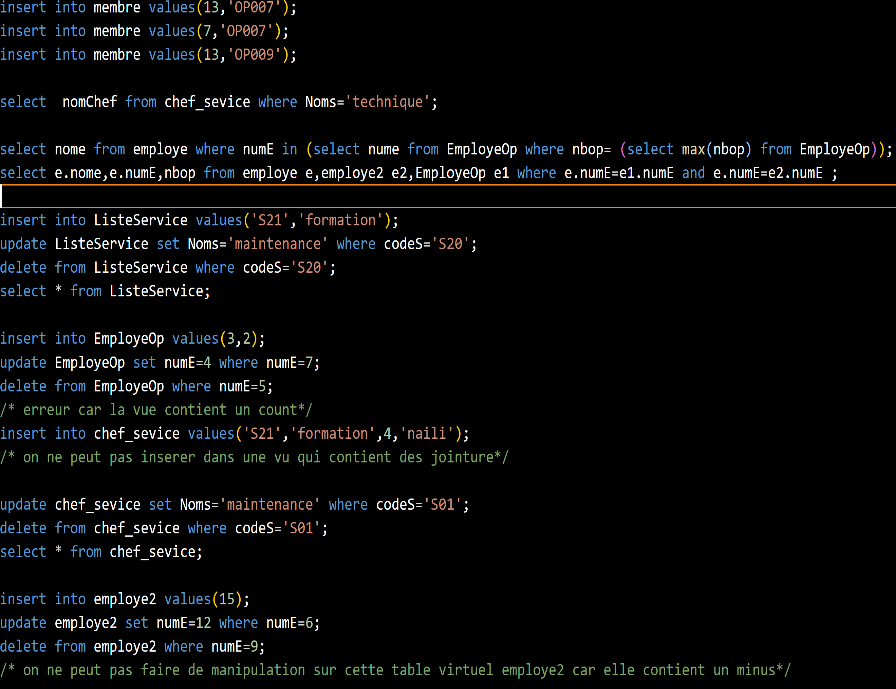 insert into membre values(13,'OP007');
insert into membre values(7,'OP007');
insert into membre values(13,'OP009');
select  nomChef from chef_sevice where Noms='technique';
select nome from employe where numE in (select nume from EmployeOp where nbop= (select max(nbop) from EmployeOp));
select e.nome,e.numE,nbop from employe e,employe2 e2,EmployeOp e1 where e.numE=e1.numE and e.numE=e2.numE ;
insert into ListeService values('S21','formation');
update ListeService set Noms='maintenance' where codeS='S20';
delete from ListeService where codeS='S20';
select * from ListeService;
insert into EmployeOp values(3,2);
update EmployeOp set numE=4 where numE=7;
delete from EmployeOp where numE=5;
/* erreur car la vue contient un count*/
insert into chef_sevice values('S21','formation',4,'naili');
/* on ne peut pas inserer dans une vu qui contient des jointure*/
update chef_sevice set Noms='maintenance' where codeS='S01';
delete from chef_sevice where codeS='S01';
select * from chef_sevice;
insert into employe2 values(15);
update employe2 set numE=12 where numE=6;
delete from employe2 where numE=9;
/* on ne peut pas faire de manipulation sur cette table virtuel employe2 car elle contient un minus*/